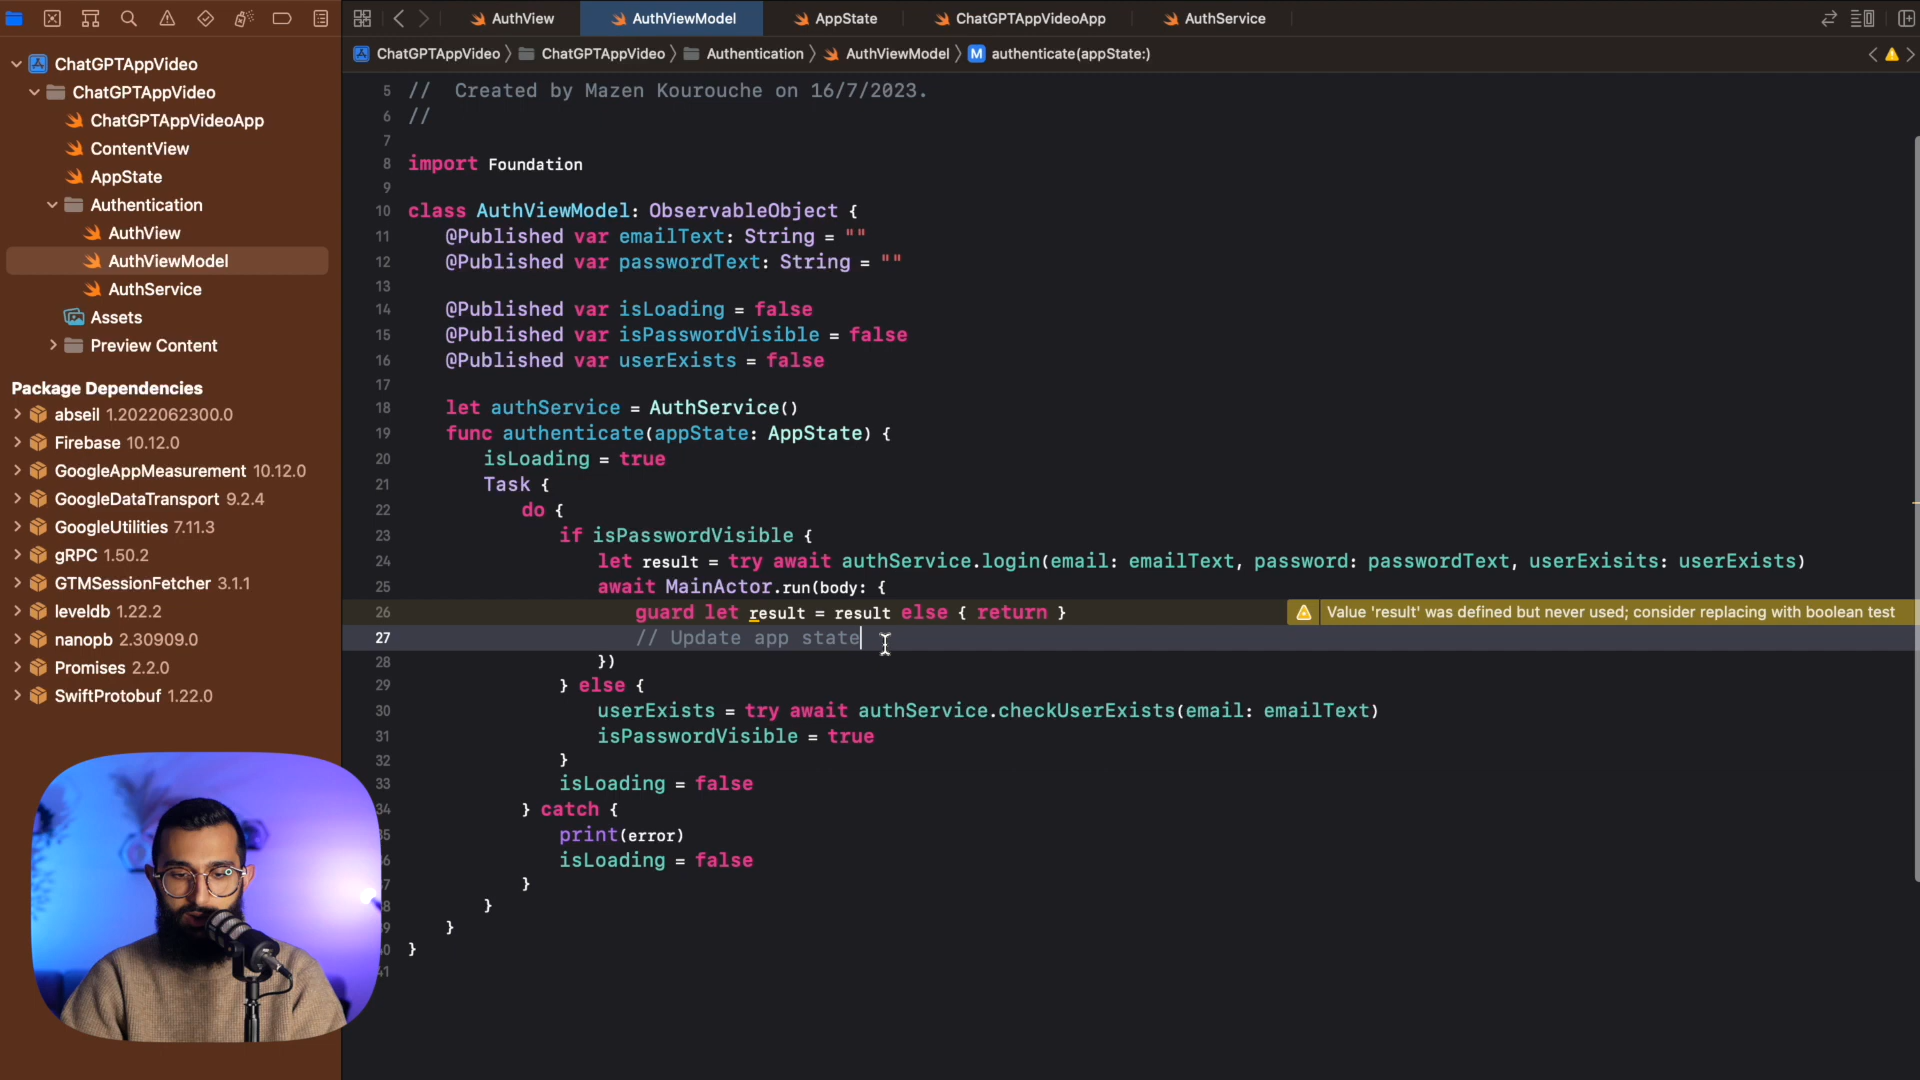 AuthView
AuthViewModel
AppState
ChatGPTAppVideoApp
AuthService
ChatGPTAppVideo
ChatGPTAppVideo
Authentication
AuthViewModel
M authenticate(appState:)
ChatGPTAppVideo
ChatGPTAppVideo
ChatGPTAppVideoApp
ContentView
AppState
Authentication
AuthView
AuthViewModel
AuthService
Assets
Preview Content
Package Dependencies
abseil 1.2022062300.0
Firebase 10.12.0
GoogleAppMeasurement 10.12.0
GoogleDataTransport 9.2.4
GoogleUtilities 7.11.3
gRPC 1.50.2
GTMSessionFetcher 3.1.1
leveldb 1.22.2
nanopb 2.30909.0
Promises 2.2.0
SwiftProtobuf 1.22.0
5 //  Created by Mazen Kourouche on 16/7/2023.
6 //
7
8 import Foundation
9
10 class AuthViewModel: ObservableObject {
11 @Published var emailText: String = ""
12 @Published var passwordText: String = ""
13
14 @Published var isLoading = false
15 @Published var isPasswordVisible = false
16 @Published var userExists = false
17
18 let authService = AuthService()
19 func authenticate(appState: AppState) {
20 isLoading = true
21 Task {
22 do {
23 if isPasswordVisible {
24 let result = try await authService.login(email: emailText, password: passwordText, userExisits: userExists)
25 await MainActor.run(body: {
26 guard let result = result else { return }
Value 'result' was defined but never used; consider replacing with boolean test
27 // Update app state
28 })
29 } else {
30 userExists = try await authService.checkUserExists(email: emailText)
31 isPasswordVisible = true
32 }
33 isLoading = false
34 } catch {
35 print(error)
36 isLoading = false
37 }
38 }
39 }
40 }
41